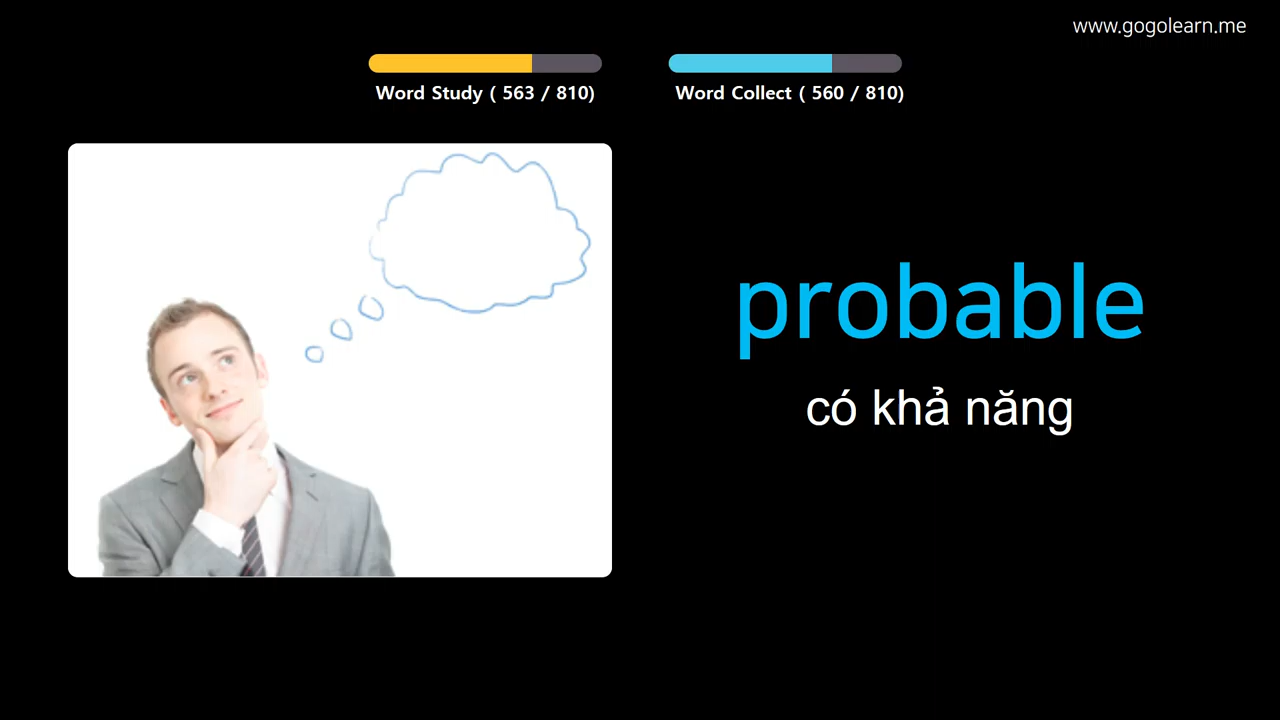 www.gogolearn.me
Word Study ( 563 / 810)
Word Collect ( 560 / 810)
probable
có khả năng